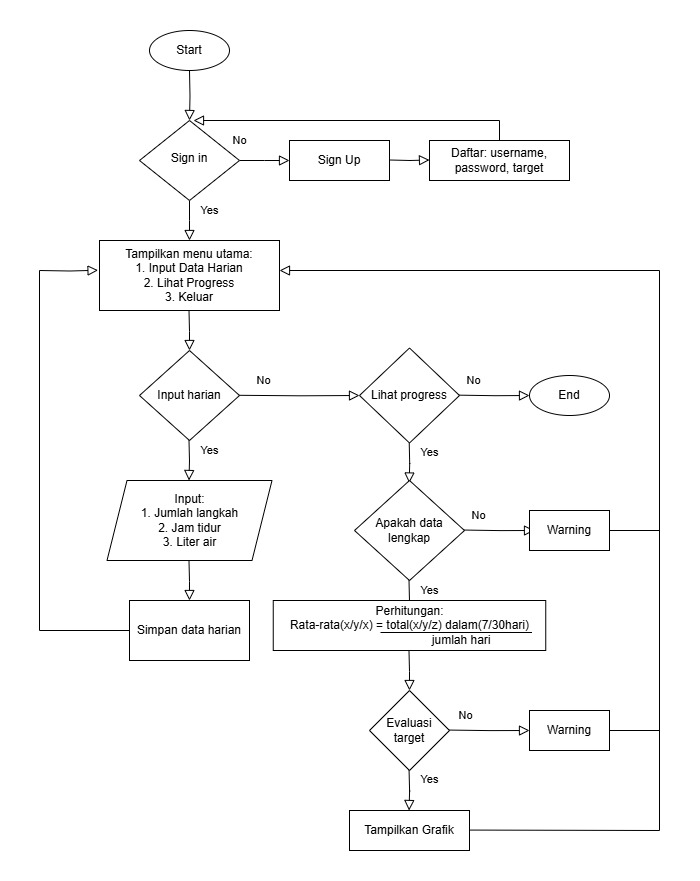 Start
No
Sign in
Sign Up
Daftar: username,
password, target
Yes
Tampilkan menu utama:
1. Input Data Harian
2. Lihat Progress
3. Keluar
Input harian
No
Lihat progress
No
End
Yes
Yes
Input:
1. Jumlah langkah
2. Jam tidur
3. Liter air
Apakah data
lengkap
No
Warning
Yes
Simpan data harian
Perhitungan:
Rata-rata(x/y/x) = total(x/y/z) dalam(7/30hari)
jumlah hari
Evaluasi
target
No
Warning
Yes
Tampilkan Grafik